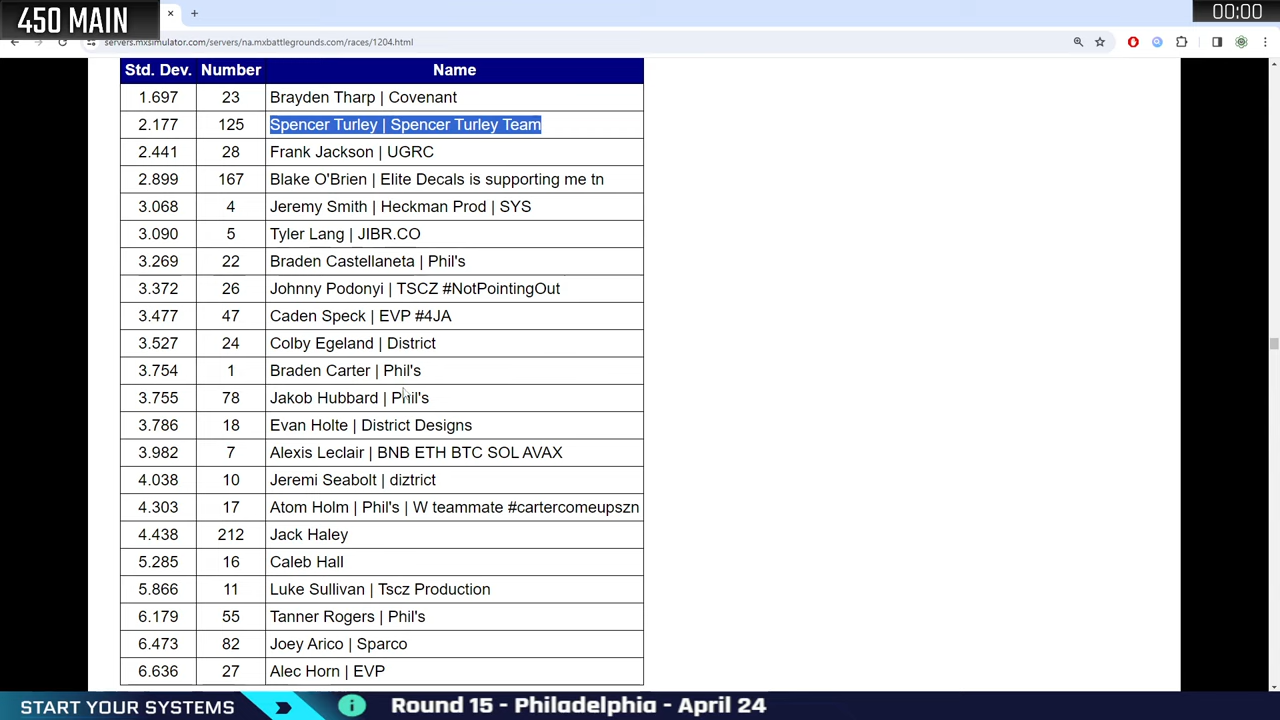 450 MAIN
00:00
servers.mxsimulator.com/servers/na.mxbattlegrounds.com/races/1204.html
Std. Dev. Number Name
1.697 23 Brayden Tharp | Covenant
2.177 125 Spencer Turley | Spencer Turley Team
2.441 28 Frank Jackson | UGRC
2.899 167 Blake O'Brien | Elite Decals is supporting me tn
3.068 4 Jeremy Smith | Heckman Prod | SYS
3.090 5 Tyler Lang | JIBR.CO
3.269 22 Braden Castellaneta | Phil's
3.372 26 Johnny Podonyi | TSCZ #NotPointingOut
3.477 47 Caden Speck | EVP #4JA
3.527 24 Colby Egeland | District
3.754 1 Braden Carter | Phil's
3.755 78 Jakob Hubbard | Phil's
3.786 18 Evan Holte | District Designs
3.982 7 Alexis Leclair | BNB ETH BTC SOL AVAX
4.038 10 Jeremi Seabolt | diztrict
4.303 17 Atom Holm | Phil's | W teammate #cartercomeupszn
4.438 212 Jack Haley
5.285 16 Caleb Hall
5.866 11 Luke Sullivan | Tscz Production
6.179 55 Tanner Rogers | Phil's
6.473 82 Joey Arico | Sparco
6.636 27 Alec Horn | EVP
START YOUR SYSTEMS
Round 15 - Philadelphia - April 24